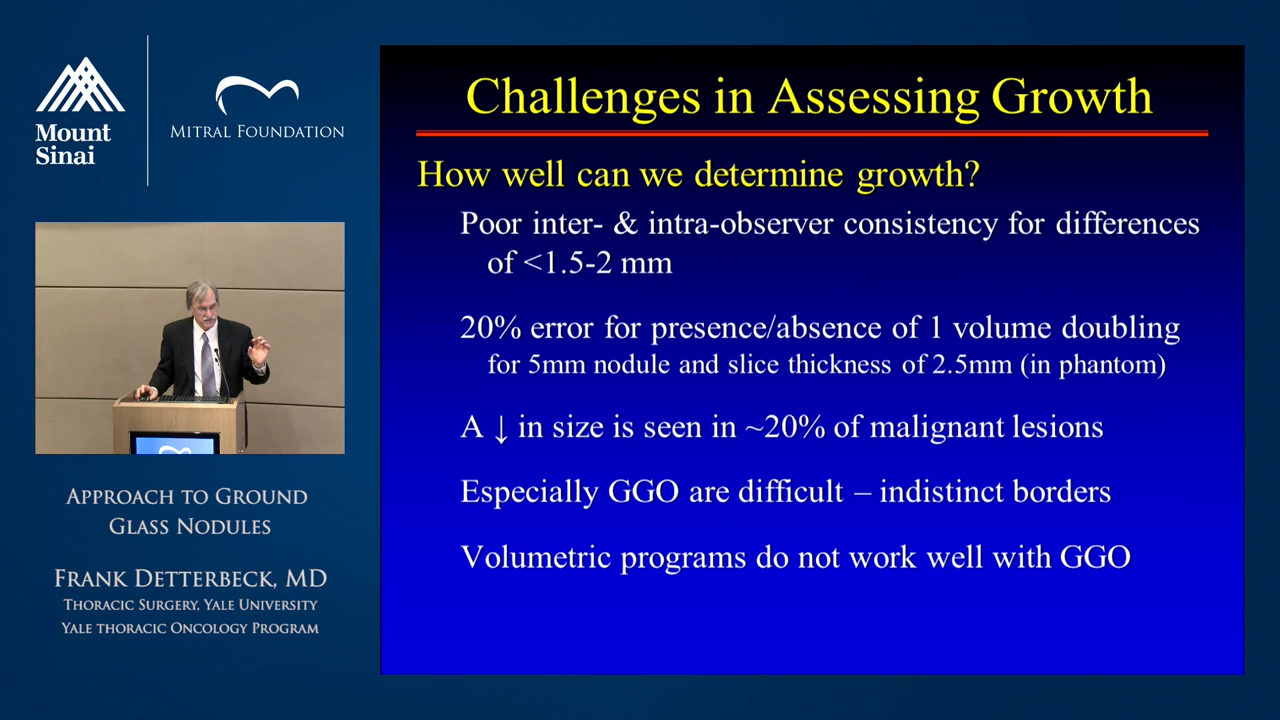 Mount
Sinai
MITRAL FOUNDATION
APPROACH TO GROUND
GLASS NODULES
FRANK DETTERBECK, MD
THORACIC SURGERY, YALE UNIVERSITY
YALE THORACIC ONCOLOGY PROGRAM
Challenges in Assessing Growth
How well can we determine growth?
Poor inter- & intra-observer consistency for differences
of <1.5-2 mm
20% error for presence/absence of 1 volume doubling
for 5mm nodule and slice thickness of 2.5mm (in phantom)
A ↓ in size is seen in ~20% of malignant lesions
Especially GGO are difficult – indistinct borders
Volumetric programs do not work well with GGO